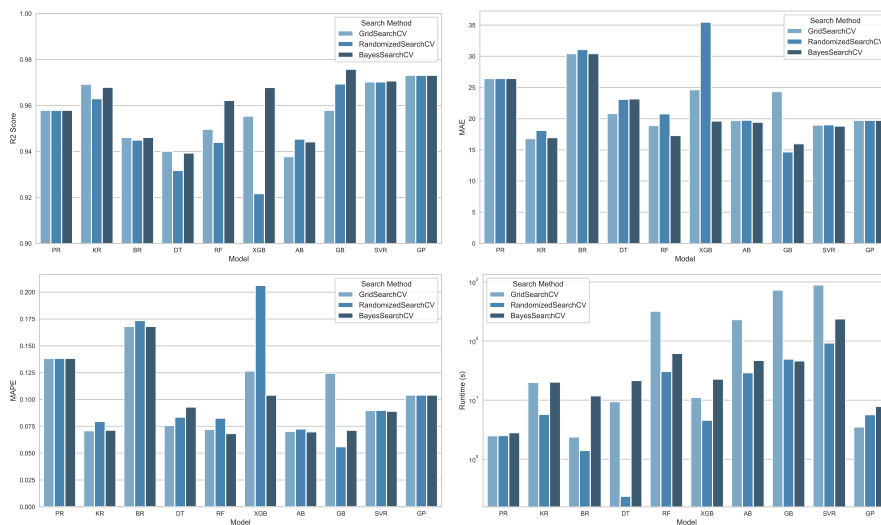 1.00
0.98
0.96
0.94
0.92
0.90
R2 Score
Search Method
GridSearchCV
RandomizedSearchCV
BayesSearchCV
PR KR BR DT RF XGB AB GB SVR GP
Model
35
30
25
20
15
10
5
0
MAE
Search Method
GridSearchCV
RandomizedSearchCV
BayesSearchCV
PR KR BR DT RF XGB AB GB SVR GP
Model
0.200
0.175
0.150
0.125
0.100
0.075
0.050
0.025
0.000
MAPE
Search Method
GridSearchCV
RandomizedSearchCV
BayesSearchCV
PR KR BR DT RF XGB AB GB SVR GP
Model
10³
10²
10¹
10⁰
Runtime (s)
Search Method
GridSearchCV
RandomizedSearchCV
BayesSearchCV
PR KR BR DT RF XGB AB GB SVR GP
Model